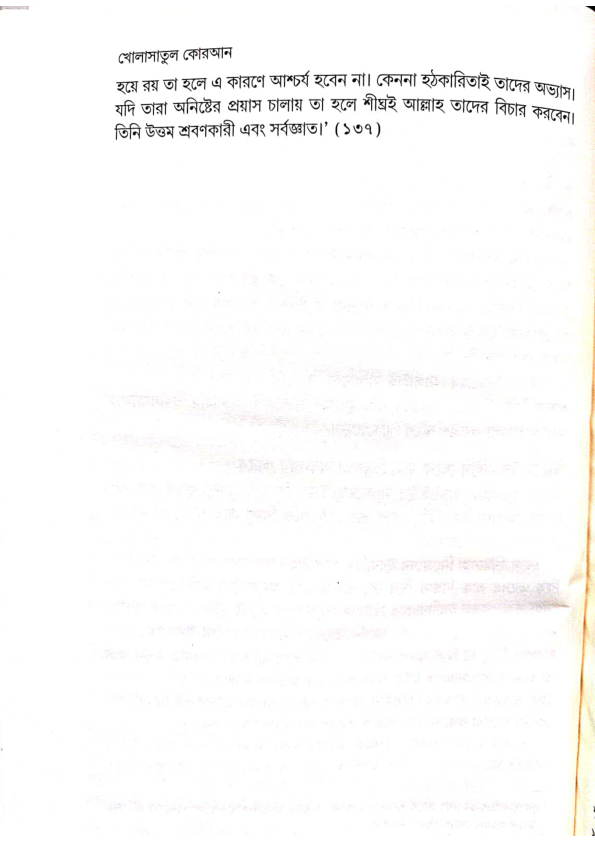 খোলাসাতুল কোরআন
হয়ে রয় তা হলে এ কারণে আশ্চর্য হবেন না। কেননা হঠকারিতাই তাদের অভ্যাস।
যদি তারা অনিষ্টের প্রয়াস চালায় তা হলে শীঘ্রই আল্লাহ তাদের বিচার করবেন।
তিনি উত্তম শ্রবণকারী এবং সর্বজ্ঞাত।' (১৩৭)